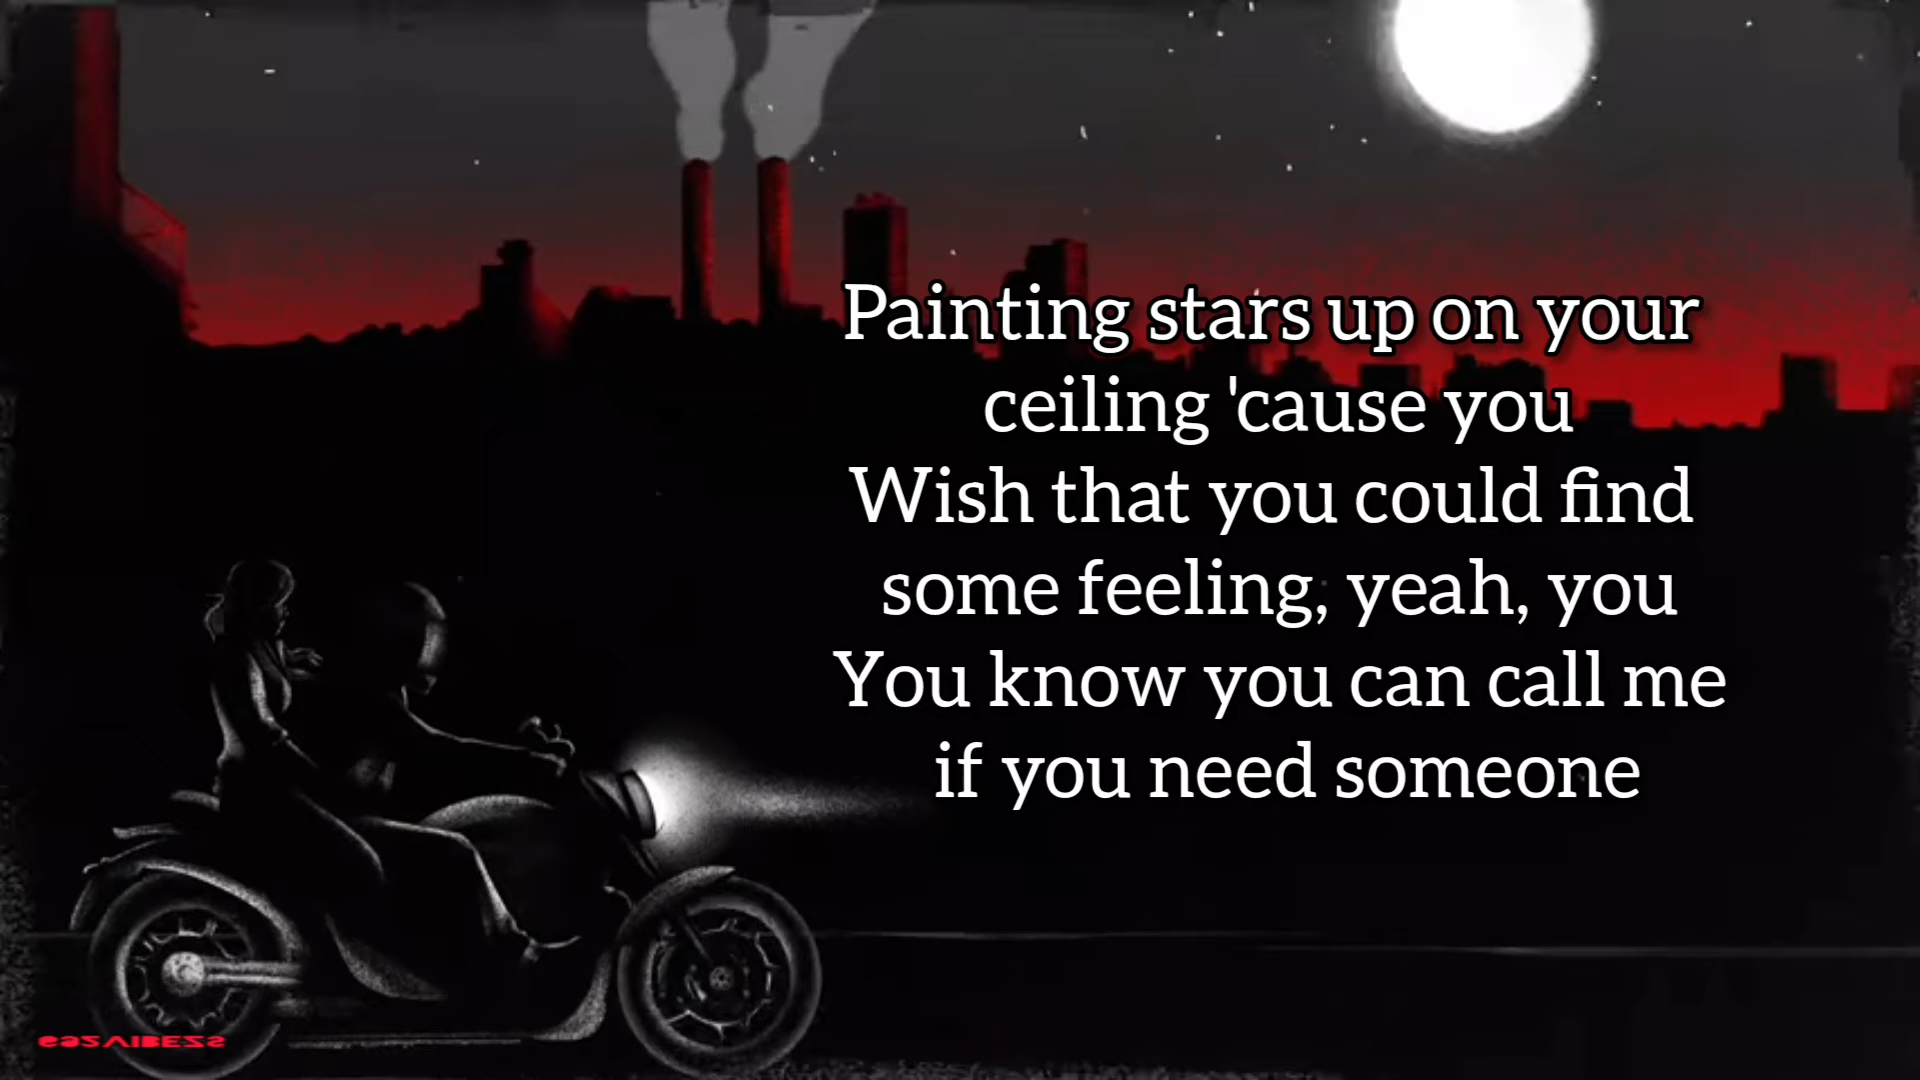 Painting stars up on your
ceiling 'cause you
Wish that you could find
some feeling, yeah, you
You know you can call me
if you need someone